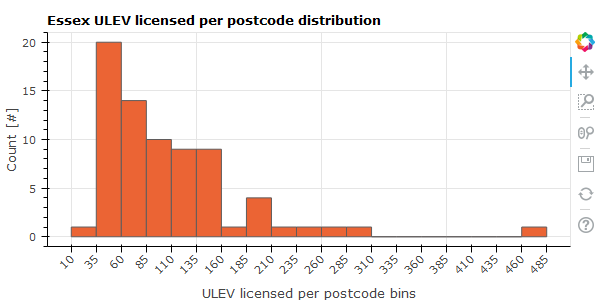 Essex ULEV licensed per postcode distribution
20
15
10
5
0
Count [#]
10 35 60 85 110 135 160 185 210 235 260 285 310 335 360 385 410 435 460 485
ULEV licensed per postcode bins